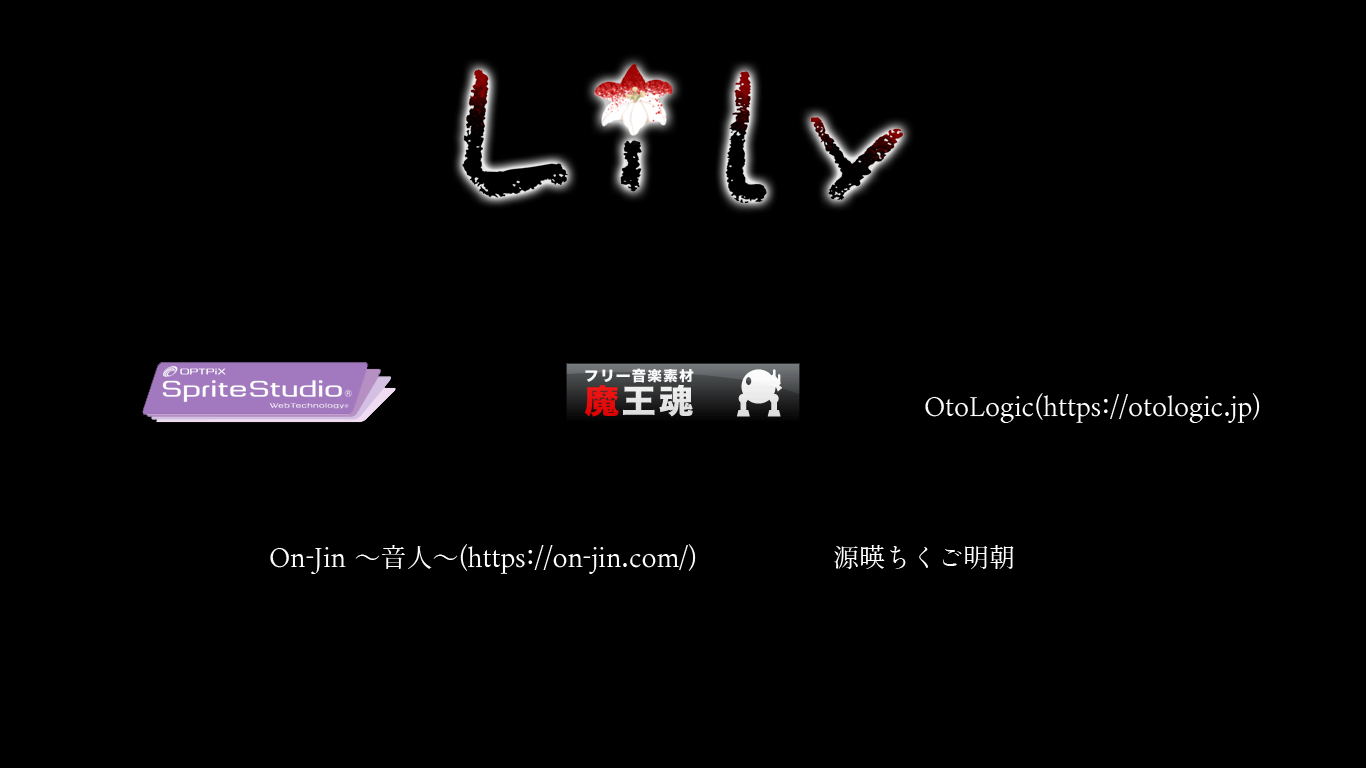 Lily
OPTPiX
SpriteStudio®
WebTechnology®
フリー音楽素材
魔王魂
OtoLogic(https://otologic.jp)
On-Jin ～音人～(https://on-jin.com/)
源暎ちくご明朝